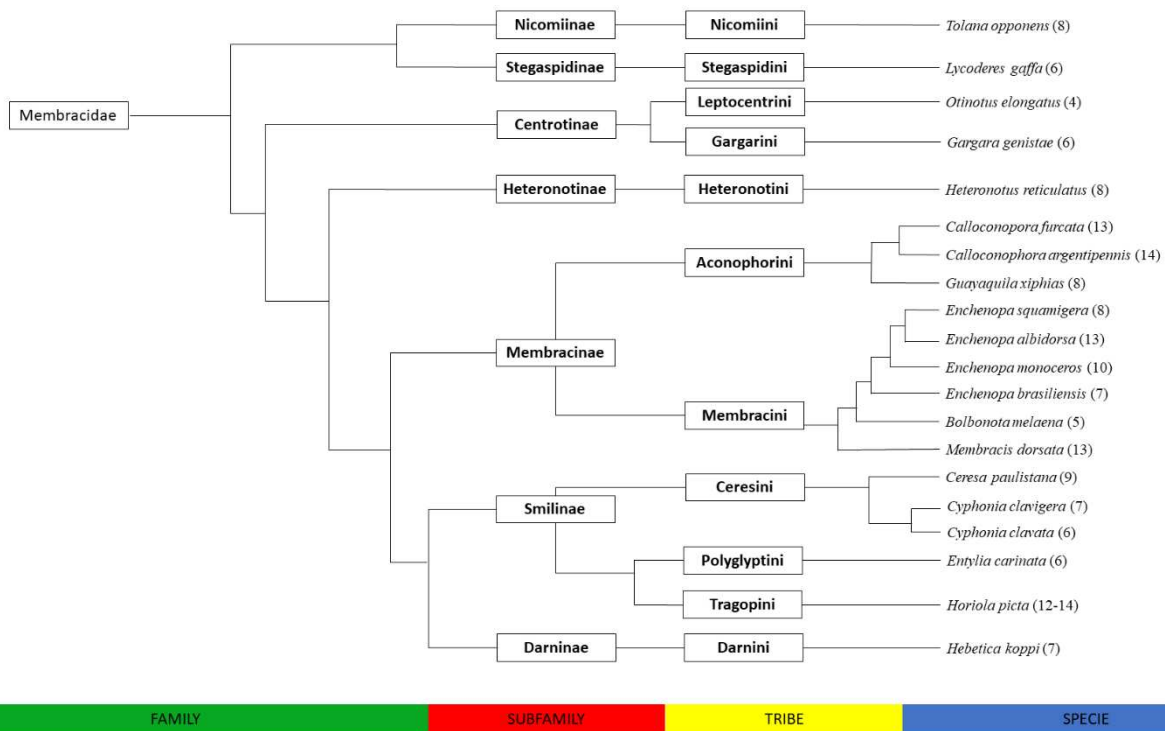 Nicomiinae Nicomiini Tolana opponens (8)
Stegaspidinae Stegaspidini Lycoderes gaffa (6)
Membracidae
Leptocentrini Otinotus elongatus (4)
Centrotinae
Gargarini Gargara genistae (6)
Heteronotinae Heteronotini Heteronotus reticulatus (8)
Calloconopora furcata (13)
Aconophorini Calloconophora argentipennis (14)
Guayaquila xiphias (8)
Enchenopa squamigera (8)
Enchenopa albidorsa (13)
Membracinae
Enchenopa monoceros (10)
Enchenopa brasiliensis (7)
Membracini
Bolbonota melaena (5)
Membracis dorsata (13)
Ceresini Ceresa paulistana (9)
Smilinae Cyphonia clavigera (7)
Cyphonia clavata (6)
Polyglyptini Entylia carinata (6)
Tragopini Horiola picta (12-14)
Darninae Darnini Hebetica koppi (7)
FAMILY SUBFAMILY TRIBE SPECIE